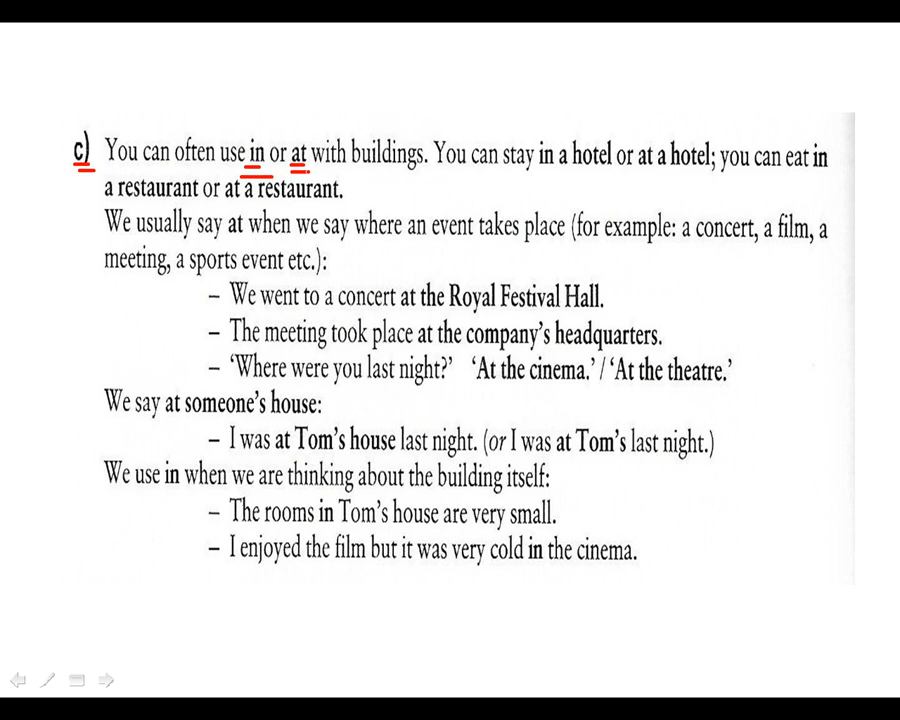 c) You can often use in or at with buildings. You can stay in a hotel or at a hotel; you can eat in
a restaurant or at a restaurant.
We usually say at when we say where an event takes place (for example: a concert, a film, a
meeting, a sports event etc.):
– We went to a concert at the Royal Festival Hall.
– The meeting took place at the company's headquarters.
– 'Where were you last night?' 'At the cinema.' / 'At the theatre.'
We say at someone's house:
– I was at Tom's house last night. (or I was at Tom's last night.)
We use in when we are thinking about the building itself:
– The rooms in Tom's house are very small.
– I enjoyed the film but it was very cold in the cinema.